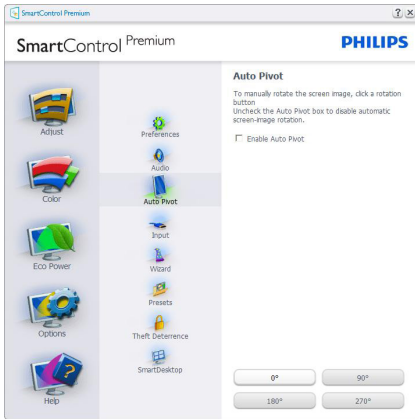 SmartControl Premium
? ×
SmartControl Premium
PHILIPS
Adjust
Color
Eco Power
Options
Help
Preferences
Audio
Auto Pivot
Input
Wizard
Presets
Theft Deterrence
SmartDesktop
Auto Pivot
To manually rotate the screen image, click a rotation
button
Uncheck the Auto Pivot box to disable automatic
screen-image rotation.
Enable Auto Pivot
0°
90°
180°
270°